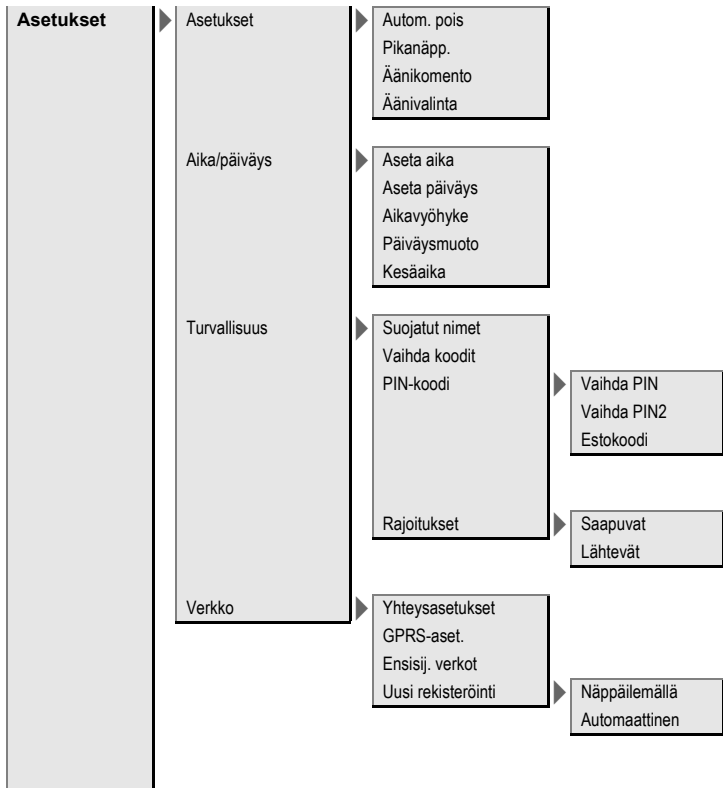 Asetukset
Asetukset
Autom. pois
Pikanäpp.
Äänikomento
Äänivalinta
Aika/päiväys
Aseta aika
Aseta päiväys
Aikavyöhyke
Päiväysmuoto
Kesäaika
Turvallisuus
Suojatut nimet
Vaihda koodit
PIN-koodi
Vaihda PIN
Vaihda PIN2
Estokoodi
Rajoitukset
Saapuvat
Lähtevät
Verkko
Yhteysasetukset
GPRS-aset.
Ensisij. verkot
Uusi rekisteröinti
Näppäilemällä
Automaattinen